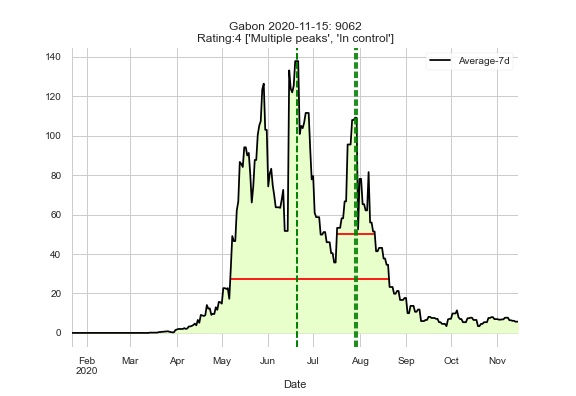 Gabon 2020-11-15: 9062
Rating:4 ['Multiple peaks', 'In control']
Average-7d
140
120
100
80
60
40
20
0
Feb Mar Apr May Jun Jul Aug Sep Oct Nov
2020
Date